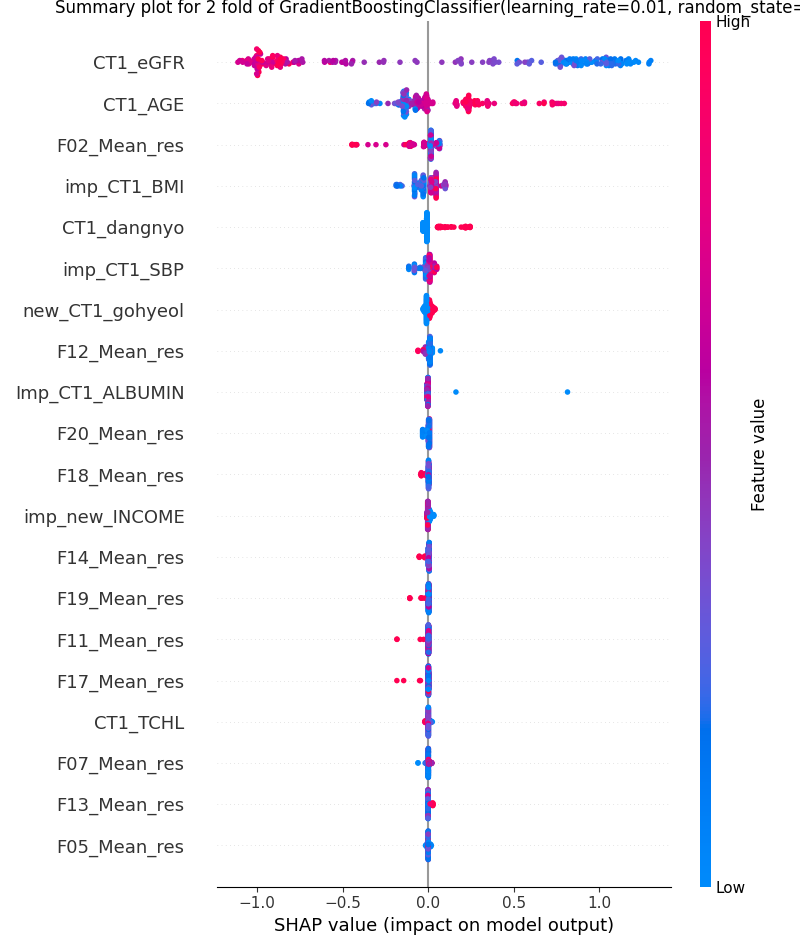 Summary plot for 2 fold of GradientBoostingClassifier(learning_rate=0.01, random_state=
High
CT1_eGFR
CT1_AGE
F02_Mean_res
imp_CT1_BMI
CT1_dangnyo
imp_CT1_SBP
new_CT1_gohyeol
F12_Mean_res
Imp_CT1_ALBUMIN
F20_Mean_res
F18_Mean_res
imp_new_INCOME
F14_Mean_res
F19_Mean_res
F11_Mean_res
F17_Mean_res
CT1_TCHL
F07_Mean_res
F13_Mean_res
F05_Mean_res
Feature value
Low
−1.0 −0.5 0.0 0.5 1.0
SHAP value (impact on model output)